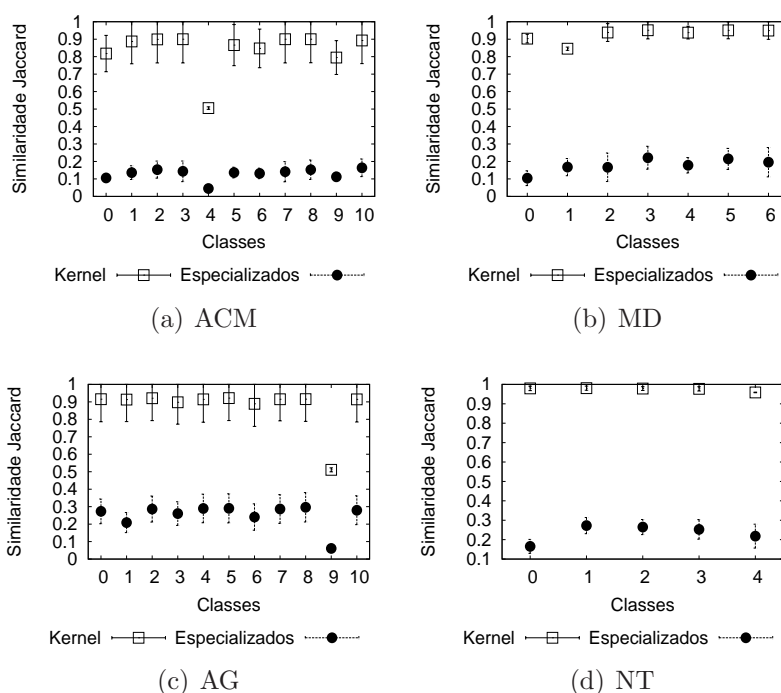 1
0.9
0.8
0.7
0.6
0.5
0.4
0.3
0.2
0.1
0
Similaridade Jaccard
0 1 2 3 4 5 6 7 8 9 10
Classes
Kernel Especializados
(a) ACM
1
0.9
0.8
0.7
0.6
0.5
0.4
0.3
0.2
0.1
0
Similaridade Jaccard
0 1 2 3 4 5 6
Classes
Kernel Especializados
(b) MD
1
0.9
0.8
0.7
0.6
0.5
0.4
0.3
0.2
0.1
0
Similaridade Jaccard
0 1 2 3 4 5 6 7 8 9 10
Classes
Kernel Especializados
(c) AG
1
0.9
0.8
0.7
0.6
0.5
0.4
0.3
0.2
0.1
Similaridade Jaccard
0 1 2 3 4
Classes
Kernel Especializados
(d) NT